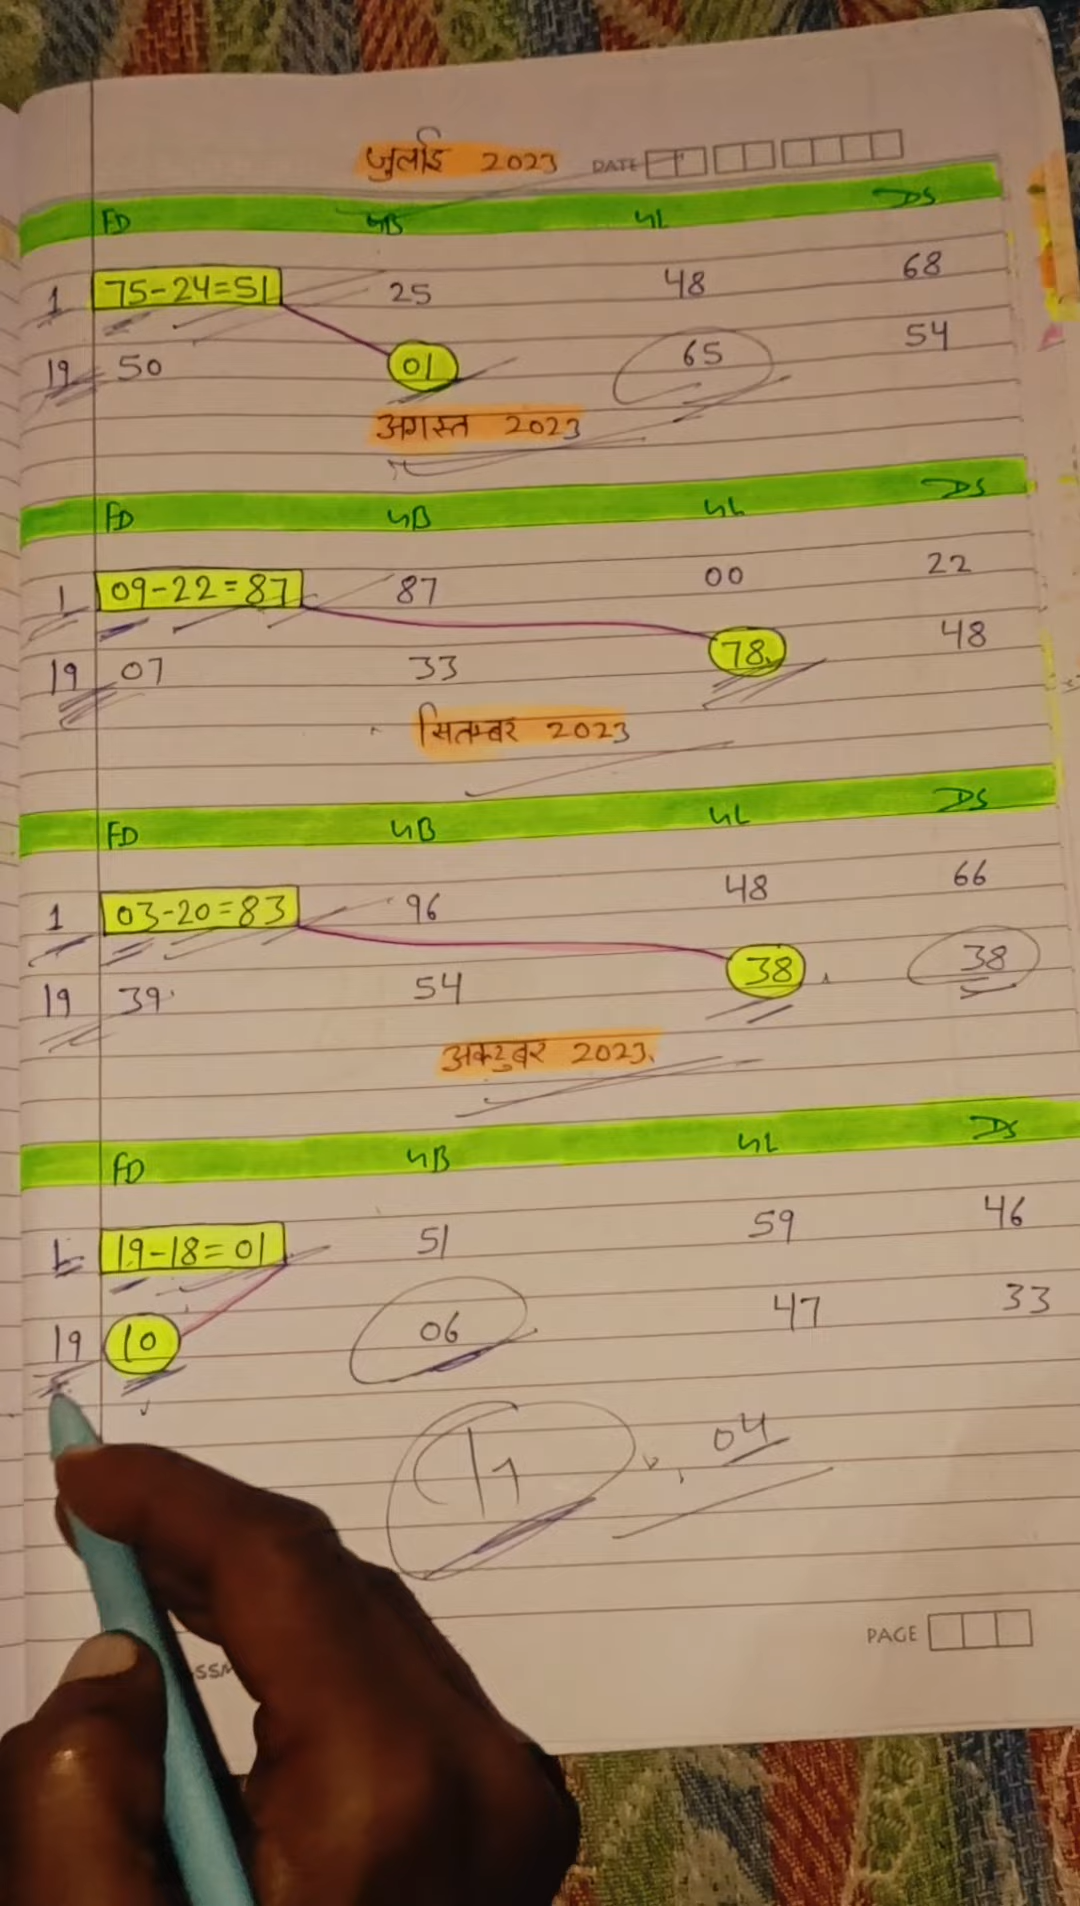 जुलाई 2023 DATE
FD GB GL DS
1 75-24=51 25 48 68
19 50 01 65 54
अगस्त 2023
FD GB GL DS
1 09-22=87 87 00 22
19 07 33 78 48
सितम्बर 2023
FD GB GL DS
1 03-20=83 96 48 66
19 39 54 38 38
अक्टुबर 2023
FD GB GL DS
1 19-18=01 51 59 46
19 10 06 47 33
04
PAGE